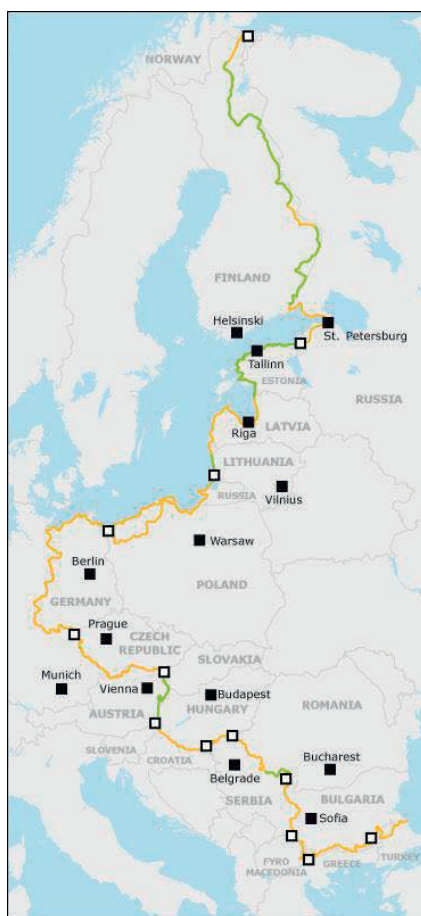 NORWAY
FINLAND
Helsinki
St. Petersburg
Tallinn
ESTONIA
RUSSIA
Riga
LATVIA
LITHUANIA
RUSSIA
Vilnius
Warsaw
Berlin
POLAND
GERMANY
Prague
CZECH
REPUBLIC
SLOVAKIA
Munich
Vienna
Budapest
AUSTRIA
HUNGARY
ROMANIA
SLOVENIA
CROATIA
Bucharest
Belgrade
SERBIA
BULGARIA
Sofia
FYRO
MACEDONIA
GREECE
TURKEY